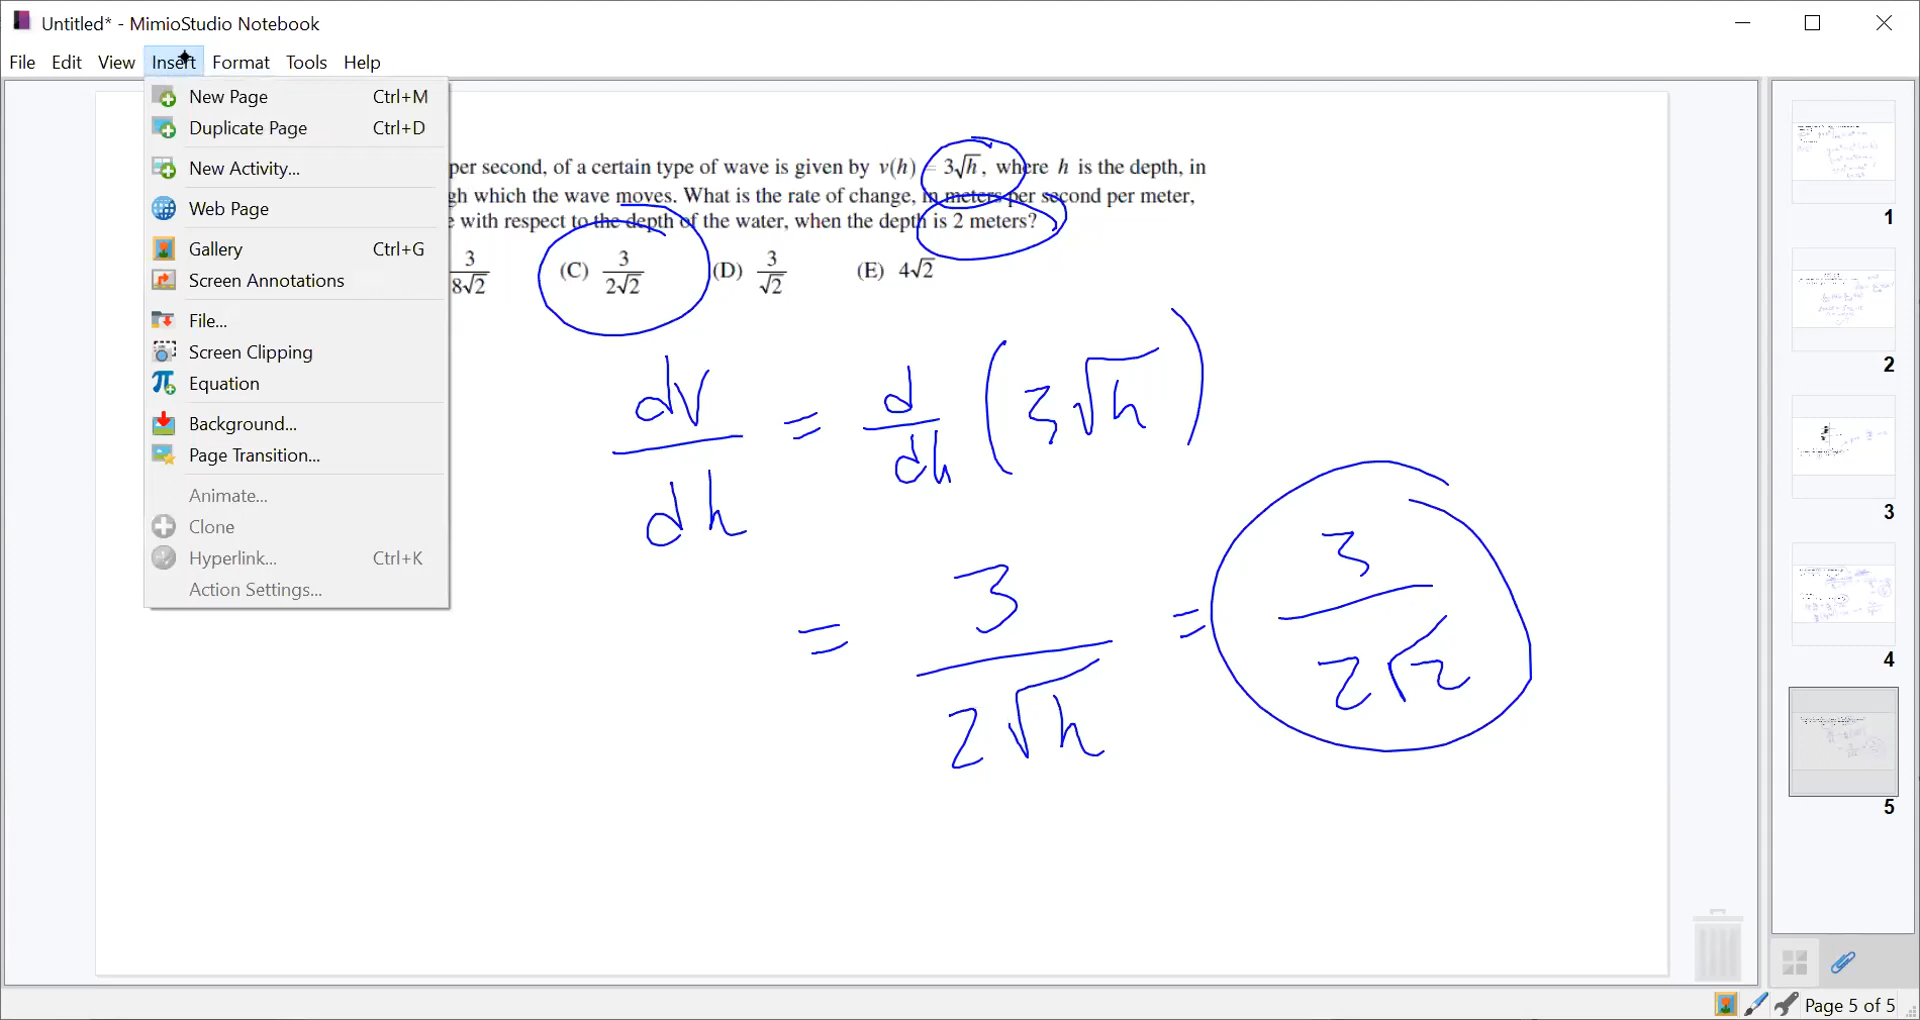 Untitled* - MimioStudio Notebook
File Edit View Insert Format Tools Help
New Page Ctrl+M
Duplicate Page Ctrl+D
New Activity...
Web Page
Gallery Ctrl+G
Screen Annotations
File...
Screen Clipping
Equation
Background...
Page Transition...
Animate...
Clone
Hyperlink... Ctrl+K
Action Settings...
per second, of a certain type of wave is given by v(h) = 3√h, where h is the depth, in
gh which the wave moves. What is the rate of change, in meters per second per meter,
e with respect to the depth of the water, when the depth is 2 meters?
3/(8√2) (C) 3/(2√2) (D) 3/√2 (E) 4√2
dv/dh = d/dh (3√h)
= 3/(2√h) = 3/(2√2)
1
2
3
4
5
Page 5 of 5